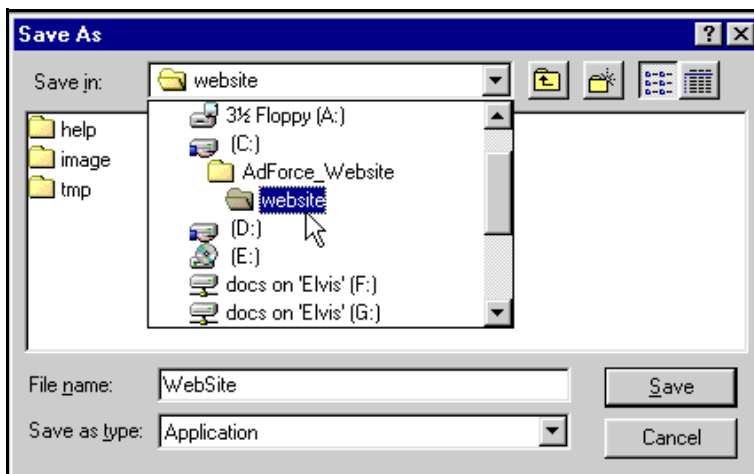 Save As
Save in: website
help
image
tmp
3½ Floppy (A:)
(C:)
AdForce_Website
website
(D:)
(E:)
docs on 'Elvis' (F:)
docs on 'Elvis' (G:)
File name: WebSite
Save
Save as type: Application
Cancel